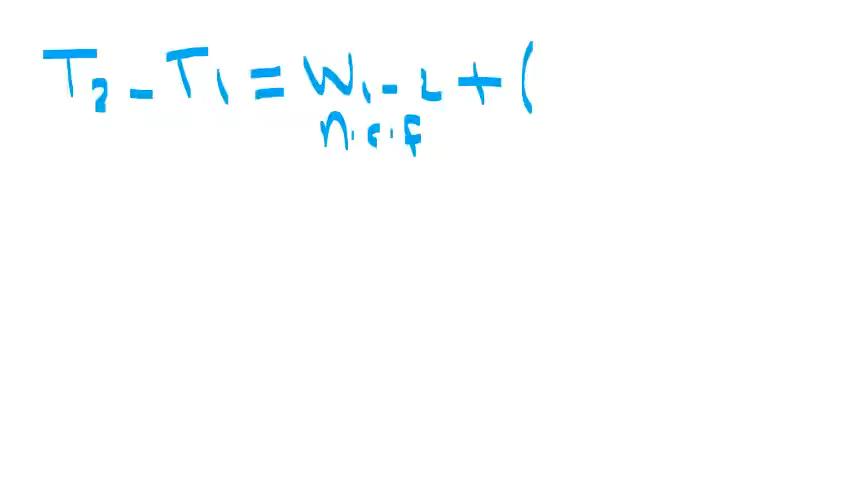 T₂ - T₁ = W₁-₂ + (
n.c.f